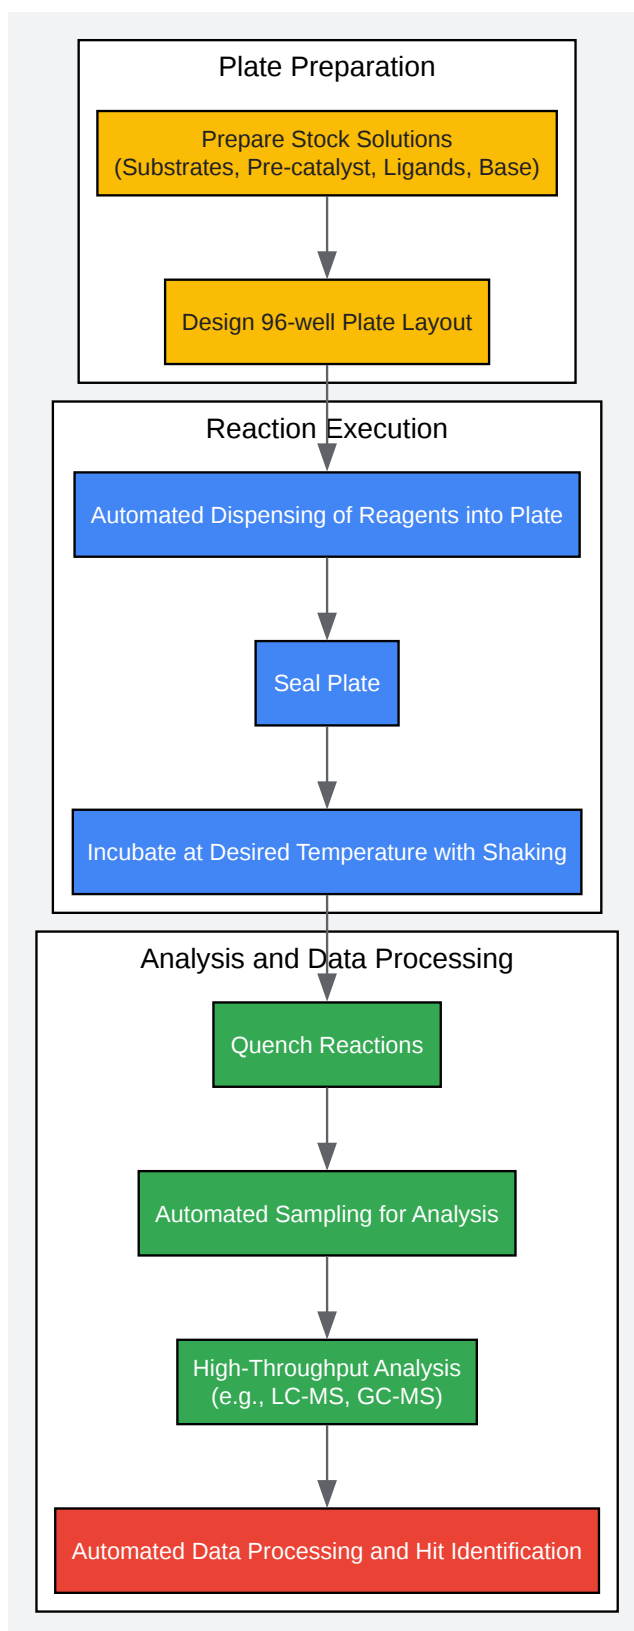 Plate Preparation
Prepare Stock Solutions
(Substrates, Pre-catalyst, Ligands, Base)
Design 96-well Plate Layout
Reaction Execution
Automated Dispensing of Reagents into Plate
Seal Plate
Incubate at Desired Temperature with Shaking
Analysis and Data Processing
Quench Reactions
Automated Sampling for Analysis
High-Throughput Analysis
(e.g., LC-MS, GC-MS)
Automated Data Processing and Hit Identification